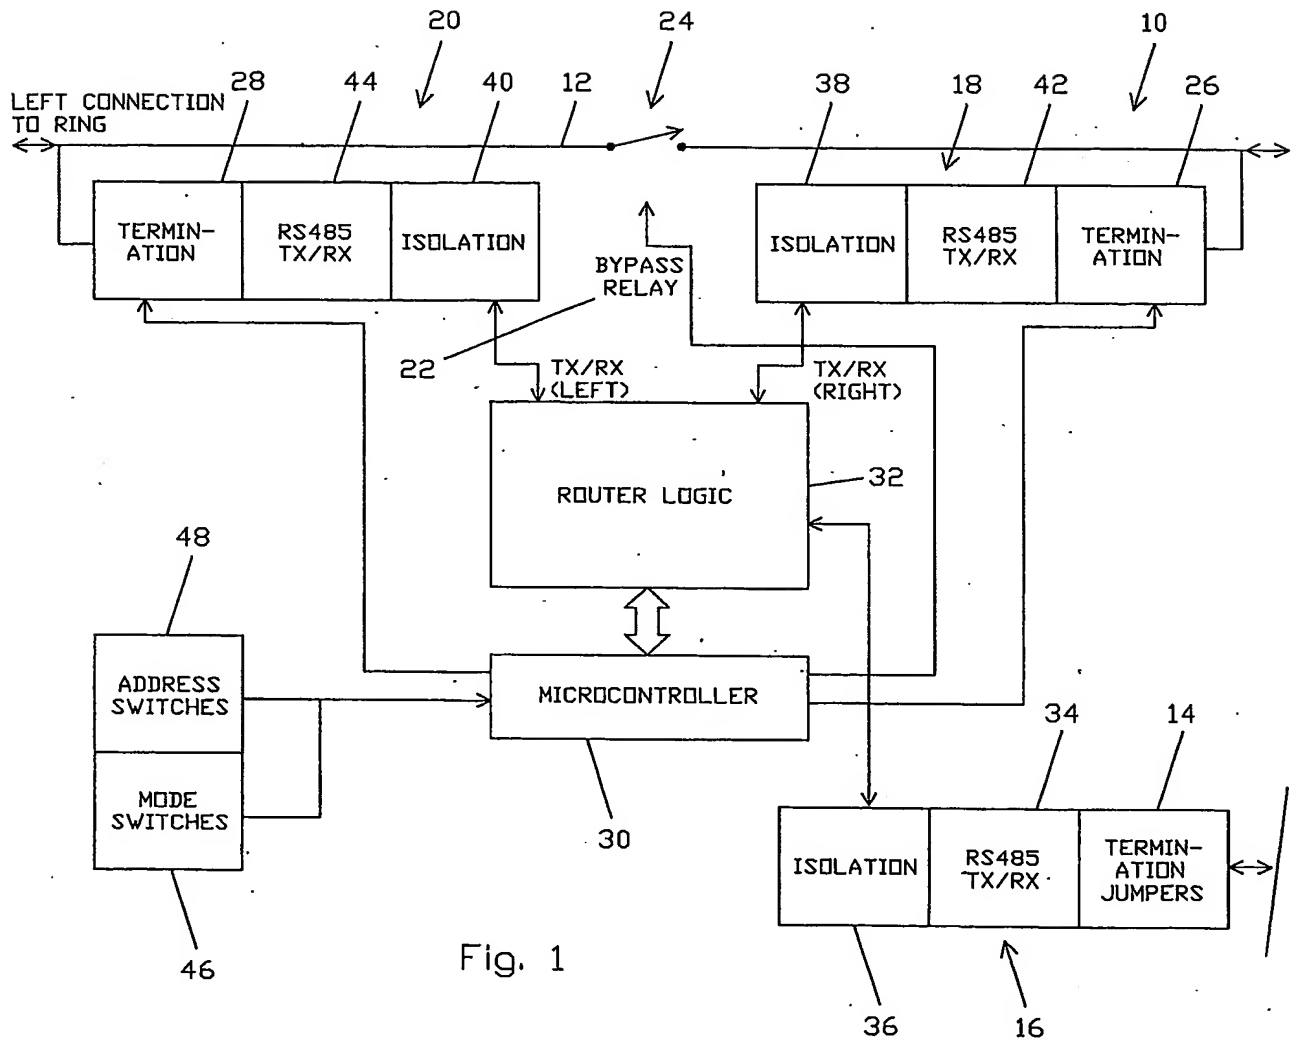 20
24
10
28
44
40
12
38
18
42
26
LEFT CONNECTION
TO RING
TERMIN-
ATION
RS485
TX/RX
ISOLATION
BYPASS
RELAY
ISOLATION
RS485
TX/RX
TERMIN-
ATION
22
TX/RX
(LEFT)
TX/RX
(RIGHT)
ROUTER LOGIC
32
48
ADDRESS
SWITCHES
MICROCONTROLLER
34
14
MODE
SWITCHES
30
ISOLATION
RS485
TX/RX
TERMIN-
ATION
JUMPERS
46
Fig. 1
36
16